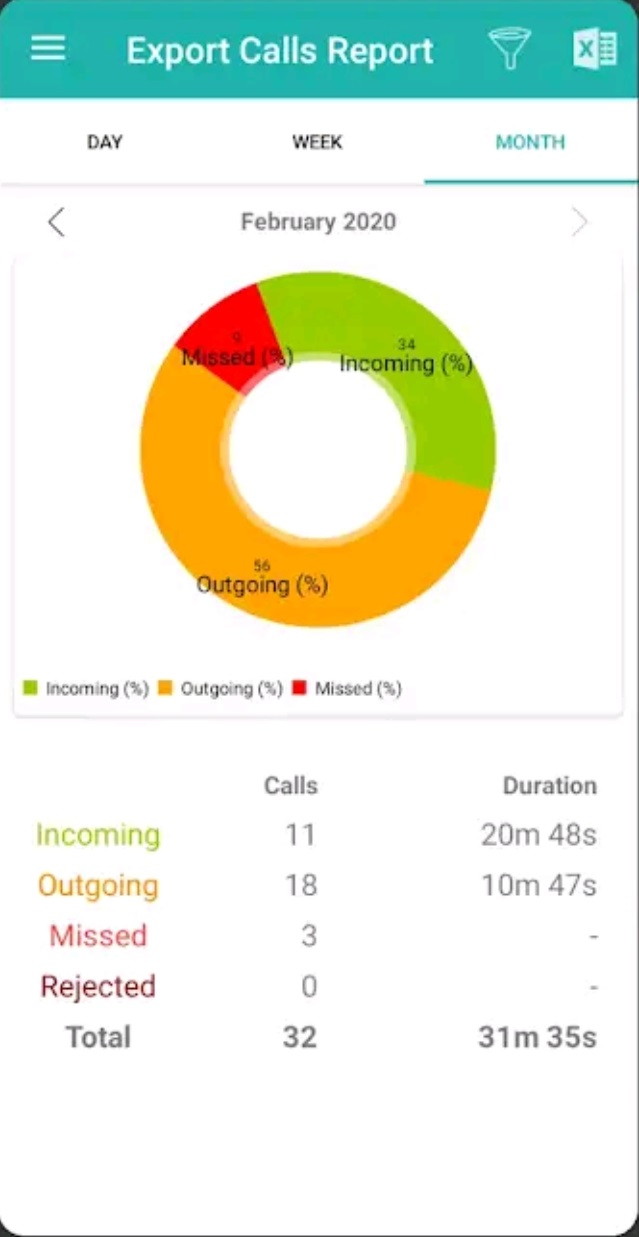 Export Calls Report
DAY WEEK MONTH
February 2020
9
Missed (%)
34
Incoming (%)
56
Outgoing (%)
Incoming (%) Outgoing (%) Missed (%)
Calls Duration
Incoming 11 20m 48s
Outgoing 18 10m 47s
Missed 3 -
Rejected 0 -
Total 32 31m 35s